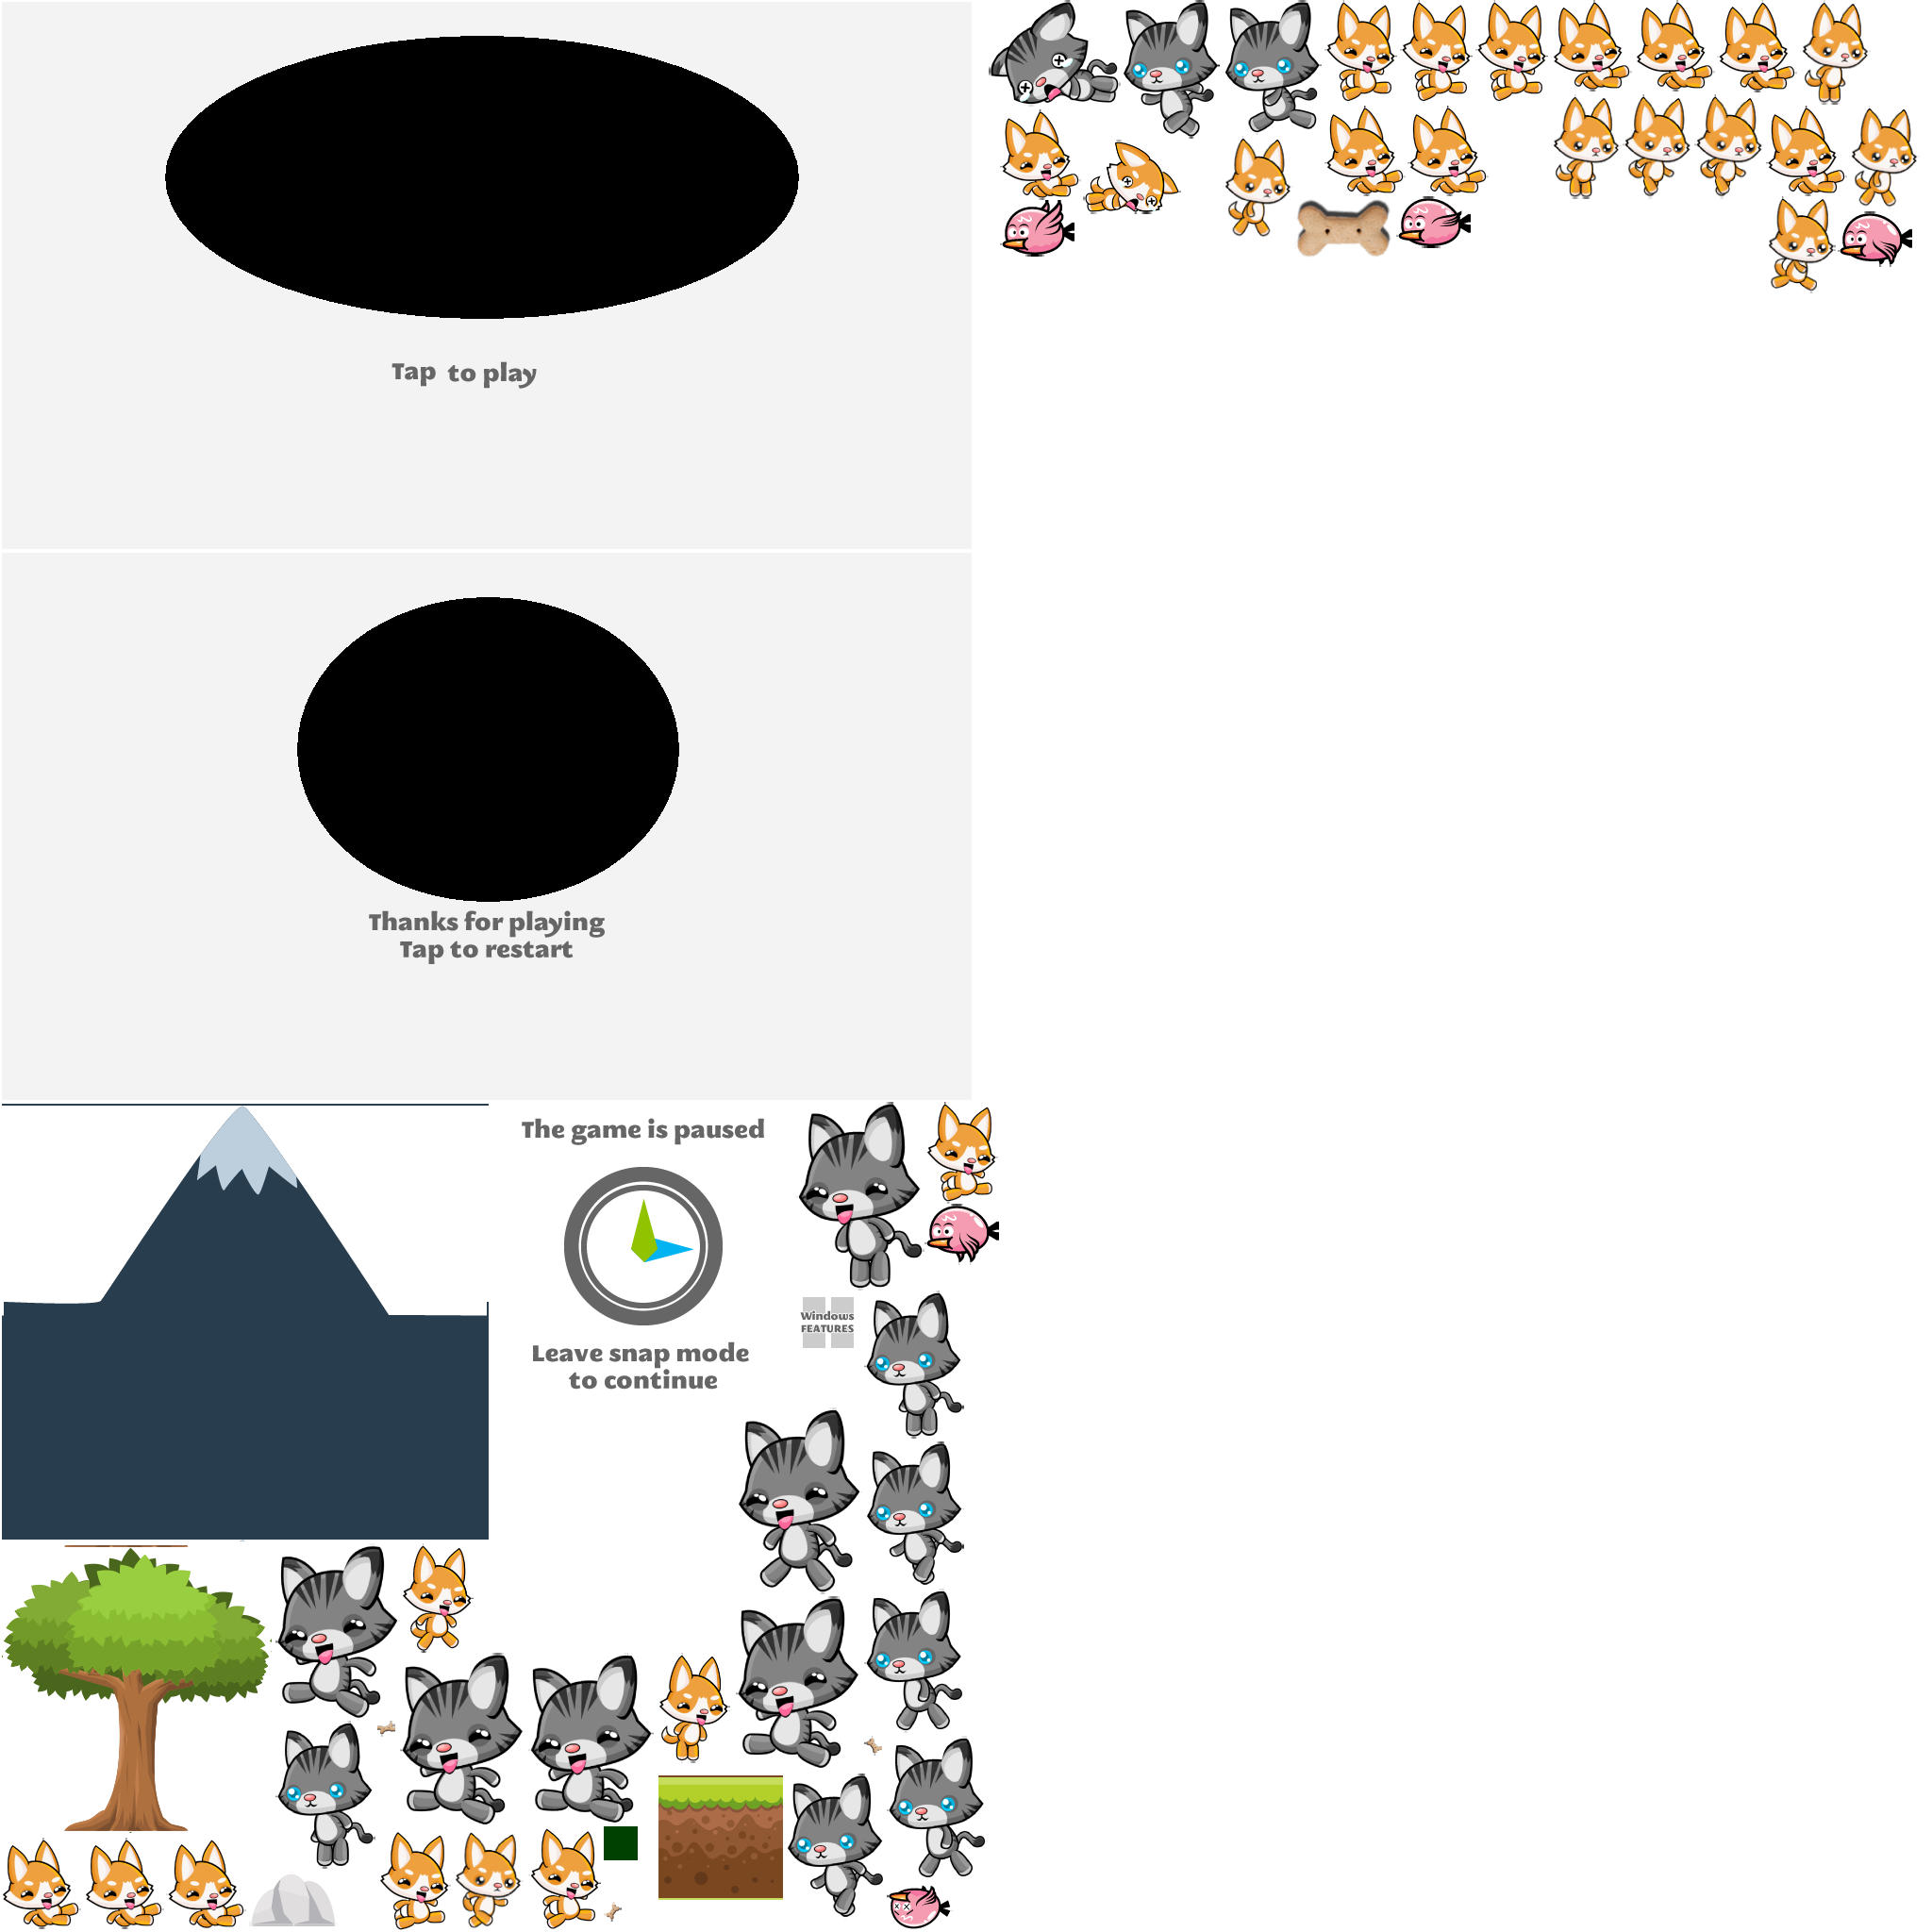 Tap to play
Thanks for playing
Tap to restart
The game is paused
Windows
FEATURES
Leave snap mode
to continue